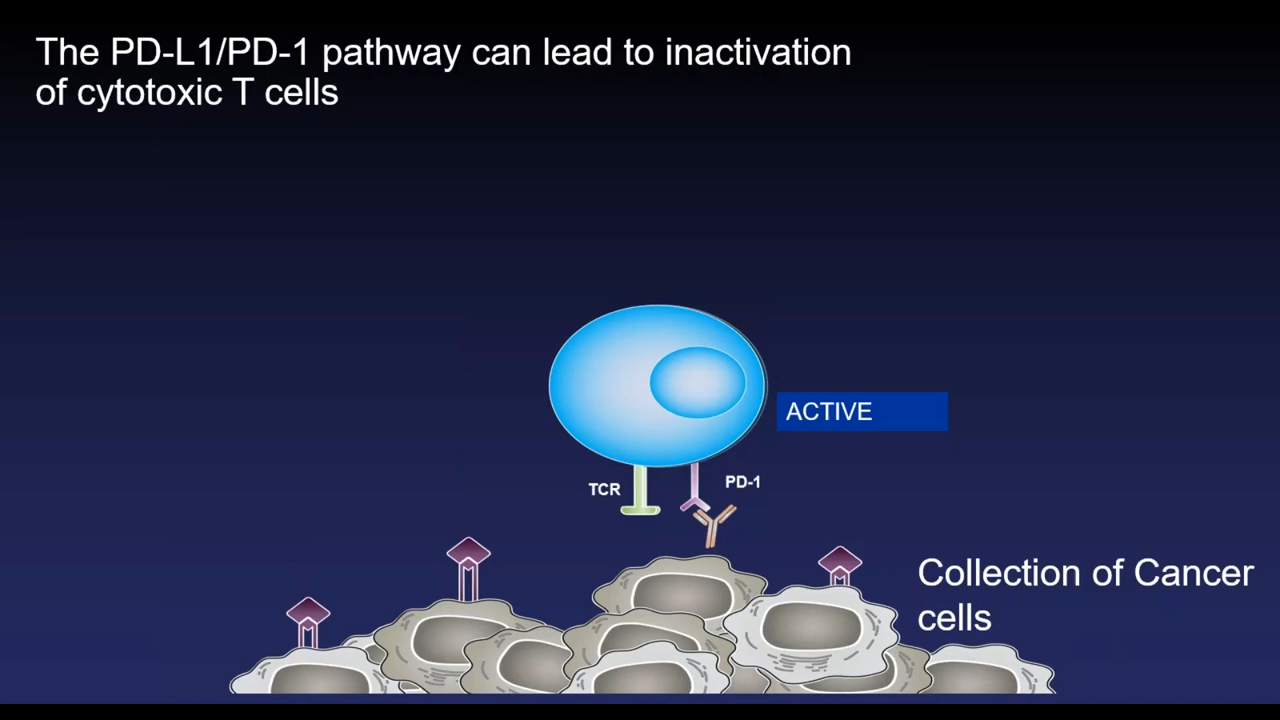 The PD-L1/PD-1 pathway can lead to inactivation
of cytotoxic T cells
ACTIVE
TCR
PD-1
Collection of Cancer
cells